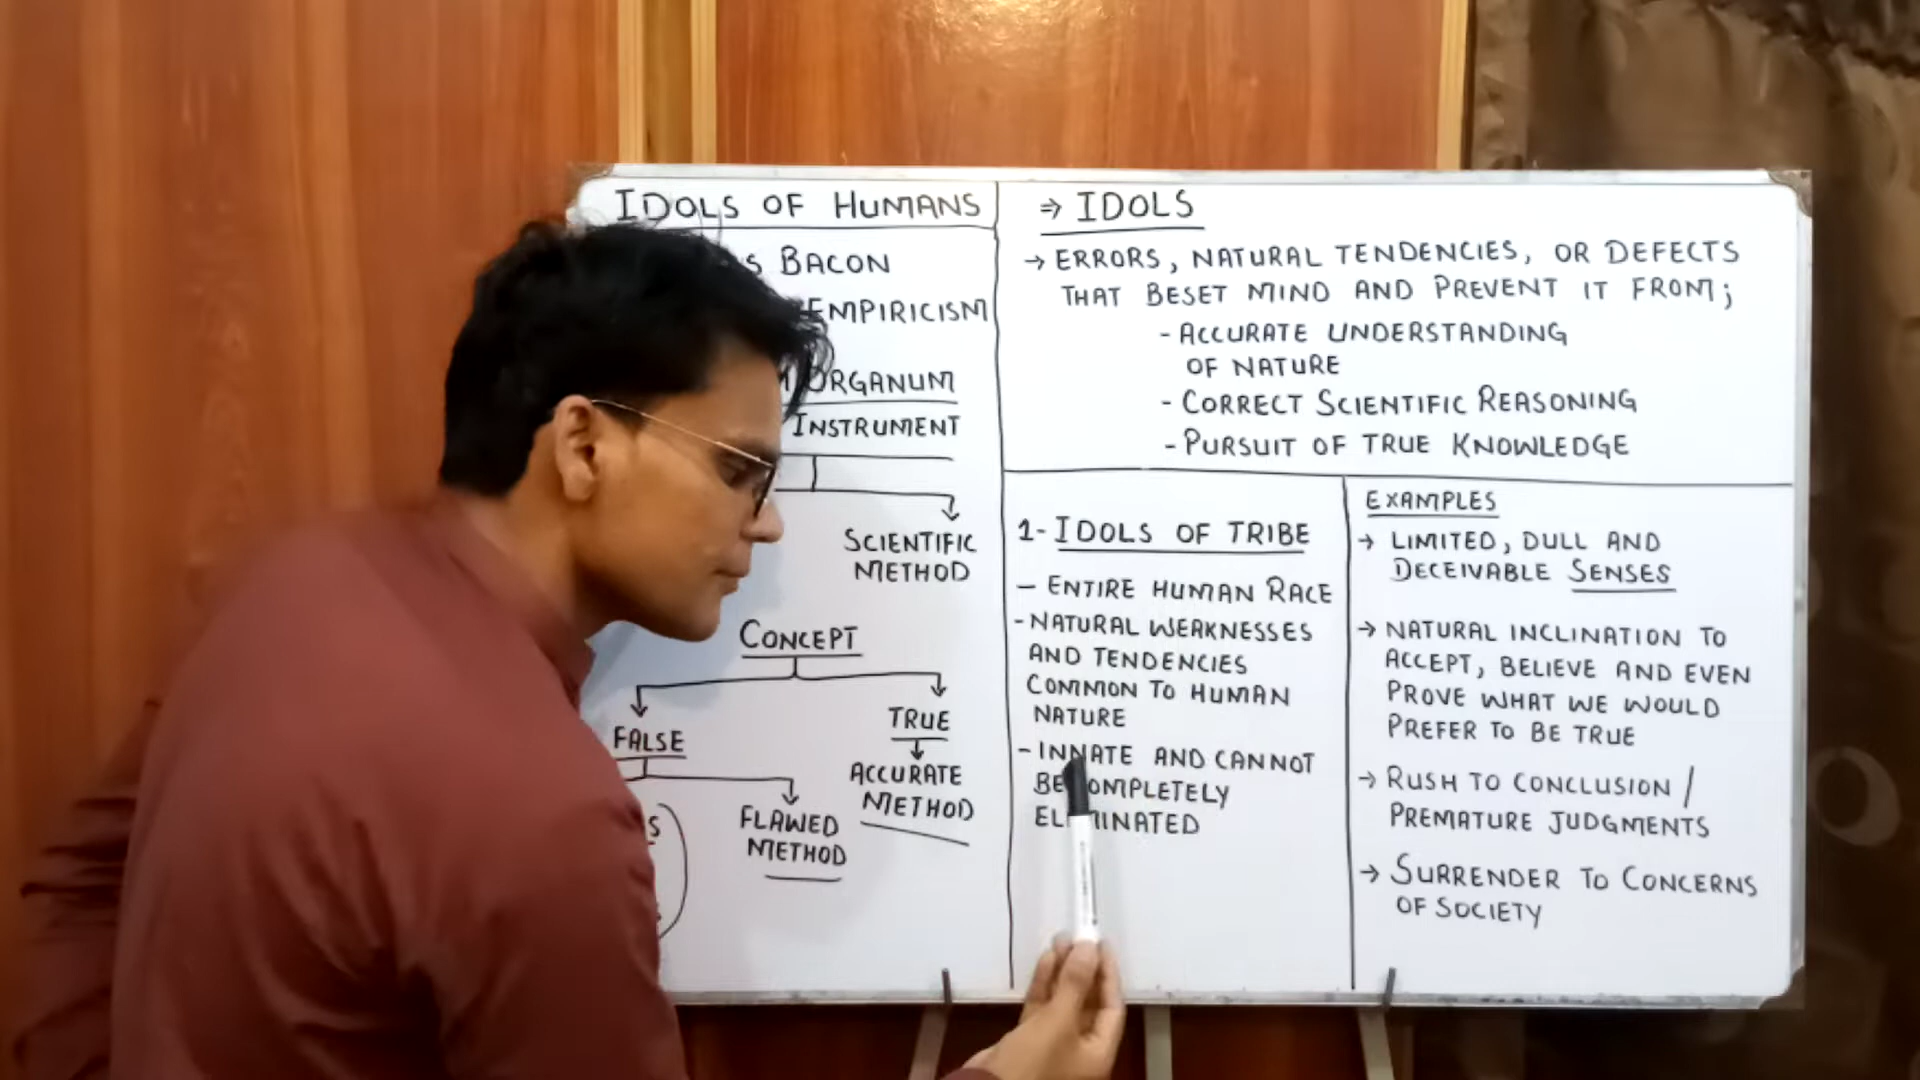 IDOLS OF HUMANS
BACON
EMPIRICISM
ORGANUM
INSTRUMENT
SCIENTIFIC
METHOD
CONCEPT
FALSE
TRUE
ACCURATE
METHOD
FLAWED
METHOD
⇒ IDOLS
→ ERRORS, NATURAL TENDENCIES, OR DEFECTS
THAT BESET MIND AND PREVENT IT FROM;
- ACCURATE UNDERSTANDING
OF NATURE
- CORRECT SCIENTIFIC REASONING
- PURSUIT OF TRUE KNOWLEDGE
1- IDOLS OF TRIBE
- ENTIRE HUMAN RACE
- NATURAL WEAKNESSES
AND TENDENCIES
COMMON TO HUMAN
NATURE
- INNATE AND CANNOT
BE COMPLETELY
ELIMINATED
EXAMPLES
→ LIMITED, DULL AND
DECEIVABLE SENSES
→ NATURAL INCLINATION TO
ACCEPT, BELIEVE AND EVEN
PROVE WHAT WE WOULD
PREFER TO BE TRUE
→ RUSH TO CONCLUSION /
PREMATURE JUDGMENTS
→ SURRENDER TO CONCERNS
OF SOCIETY